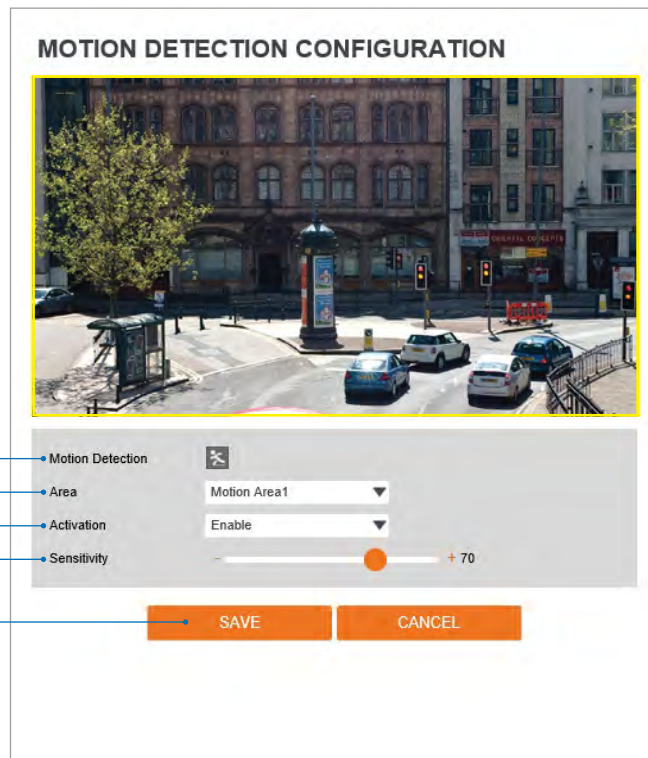 MOTION DETECTION CONFIGURATION
Motion Detection
Area Motion Area1
Activation Enable
Sensitivity - + 70
SAVE CANCEL